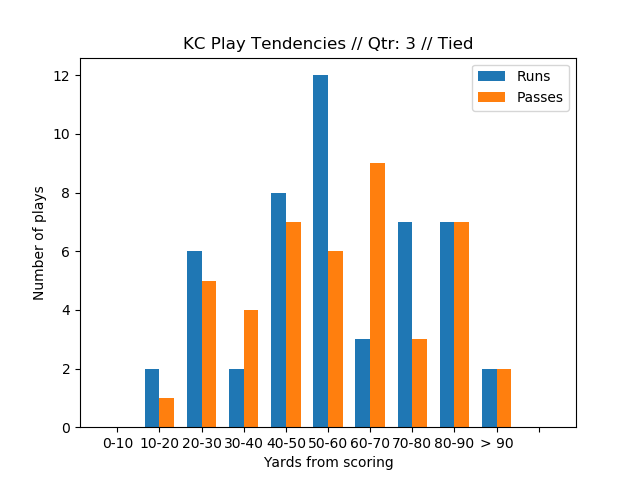 KC Play Tendencies // Qtr: 3 // Tied
Runs
Passes
Number of plays
12
10
8
6
4
2
0
0-10 10-20 20-30 30-40 40-50 50-60 60-70 70-80 80-90 > 90
Yards from scoring